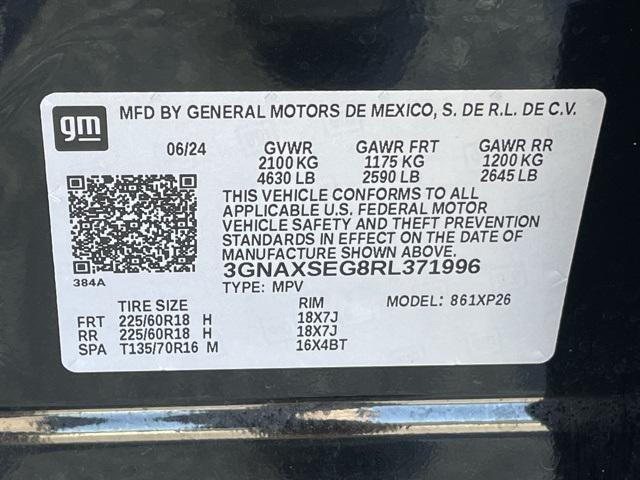 gm
MFD BY GENERAL MOTORS DE MEXICO, S. DE R.L. DE C.V.
06/24 GVWR GAWR FRT GAWR RR
2100 KG 1175 KG 1200 KG
4630 LB 2590 LB 2645 LB
THIS VEHICLE CONFORMS TO ALL
APPLICABLE U.S. FEDERAL MOTOR
VEHICLE SAFETY AND THEFT PREVENTION
STANDARDS IN EFFECT ON THE DATE OF
MANUFACTURE SHOWN ABOVE.
3GNAXSEG8RL371996
384A
TYPE: MPV MODEL: 861XP26
TIRE SIZE RIM
FRT 225/60R18 H 18X7J
RR 225/60R18 H 18X7J
SPA T135/70R16 M 16X4BT